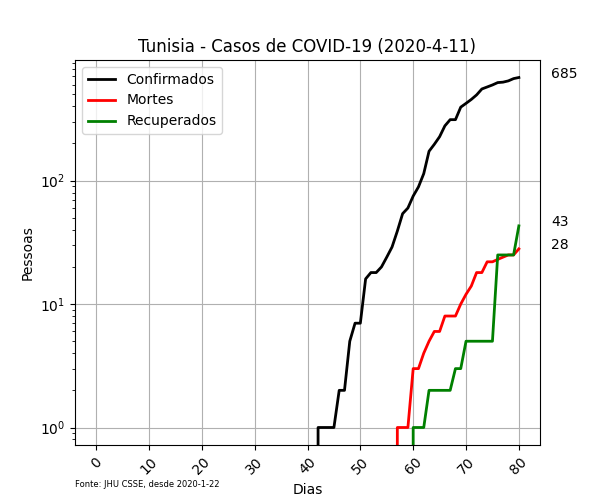 Tunisia - Casos de COVID-19 (2020-4-11)
Confirmados
Mortes
Recuperados
685
43
28
10²
10¹
10⁰
Pessoas
0 10 20 30 40 50 60 70 80
Dias
Fonte: JHU CSSE, desde 2020-1-22